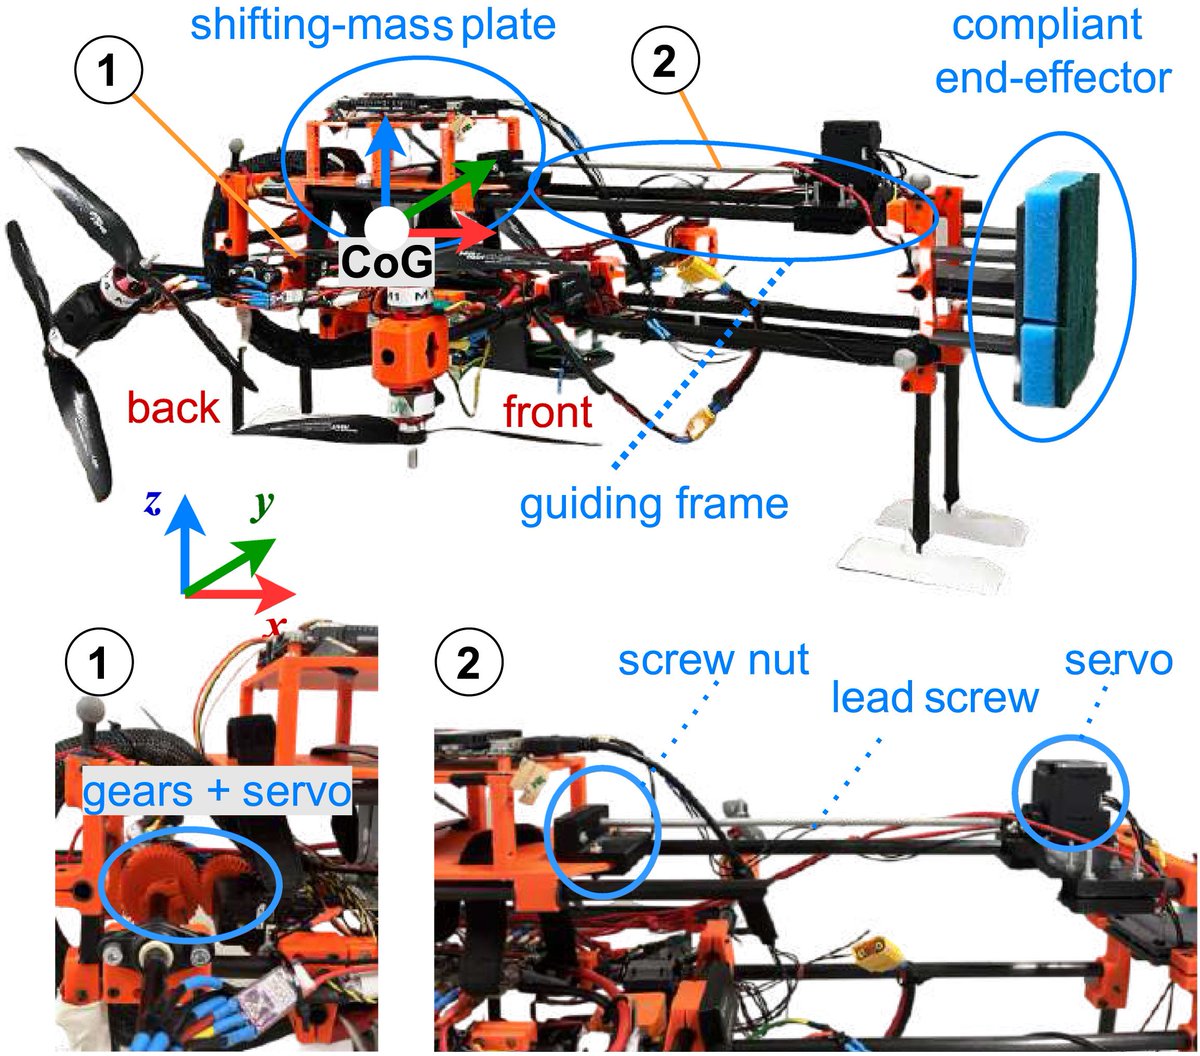 shifting-mass plate
compliant
end-effector
1
2
CoG
M1
back
front
guiding frame
z
y
x
1
gears + servo
2
screw nut
lead screw
servo